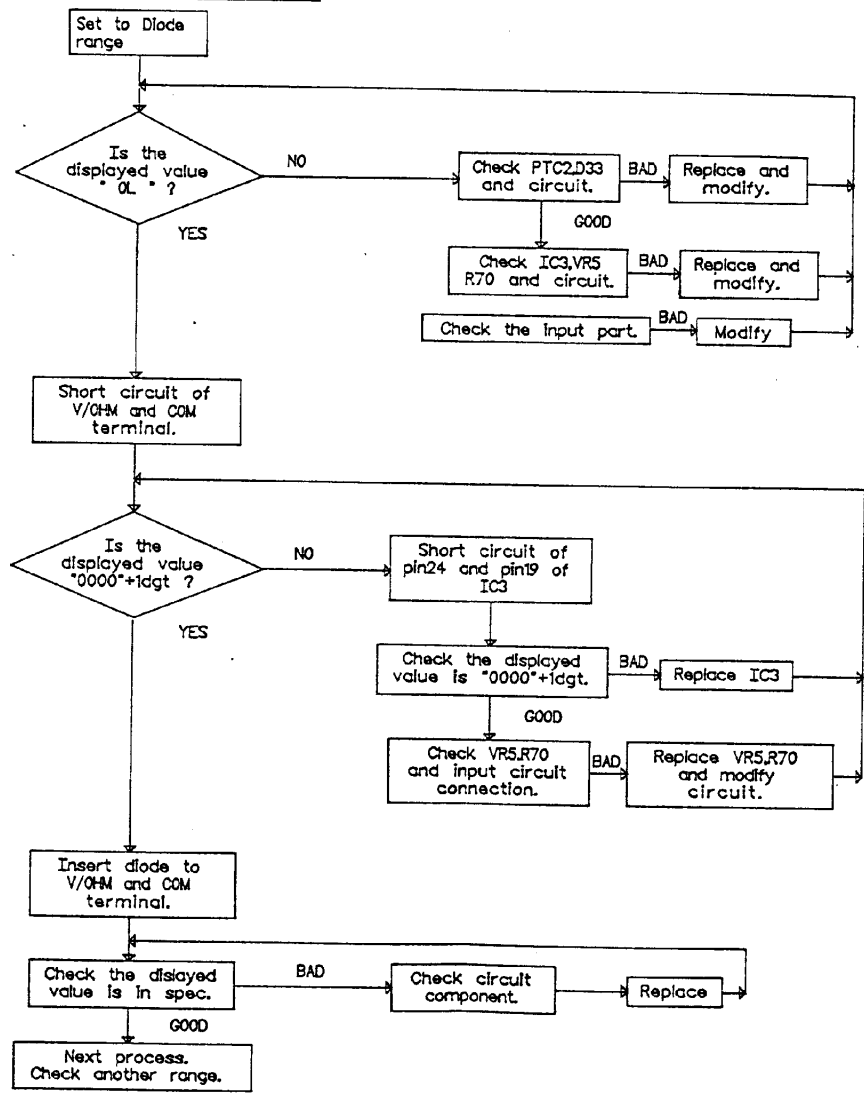 Set to Diode
range
Is the
displayed value
" OL " ?
NO
YES
Check PTC2,D33
and circuit.
BAD
Replace and
modify.
GOOD
Check IC3,VR5
R70 and circuit.
BAD
Replace and
modify.
Check the input part.
BAD
Modify
Short circuit of
V/OHM and COM
terminal.
Is the
displayed value
"0000"+1dgt ?
NO
YES
Short circuit of
pin24 and pin19 of
IC3
Check the displayed
value is "0000"+1dgt.
BAD
Replace IC3
GOOD
Check VR5,R70
and input circuit
connection.
BAD
Replace VR5,R70
and modify
circuit.
Insert diode to
V/OHM and COM
terminal.
Check the dislayed
value is in spec.
BAD
Check circuit
component.
Replace
GOOD
Next process.
Check another range.